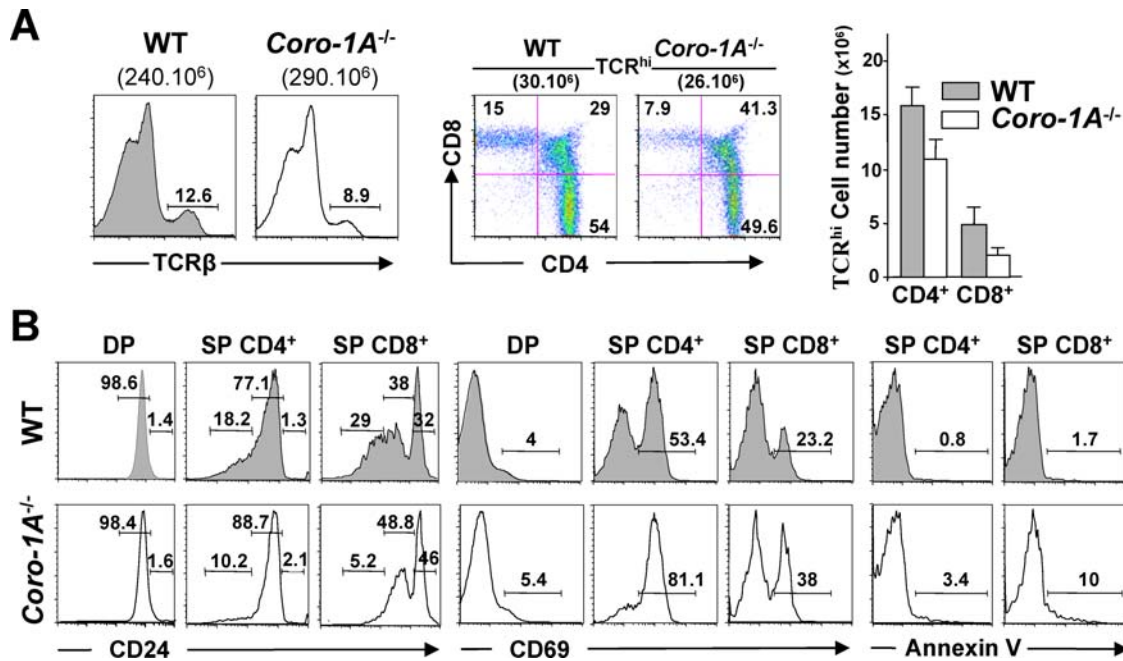 A
WT
(240.10⁶)
Coro-1A⁻/⁻
(290.10⁶)
12.6
8.9
TCRβ
WT
TCRʰⁱ
Coro-1A⁻/⁻
(30.10⁶)
(26.10⁶)
15
29
54
7.9
41.3
49.6
CD8
CD4
TCRʰⁱ Cell number (x10⁶)
20
15
10
5
0
WT
Coro-1A⁻/⁻
CD4⁺
CD8⁺
B
DP
SP CD4⁺
SP CD8⁺
DP
SP CD4⁺
SP CD8⁺
SP CD4⁺
SP CD8⁺
WT
98.6
1.4
77.1
18.2
1.3
38
29
32
4
53.4
23.2
0.8
1.7
Coro-1A⁻/⁻
98.4
1.6
88.7
10.2
2.1
48.8
5.2
46
5.4
81.1
38
3.4
10
CD24
CD69
Annexin V